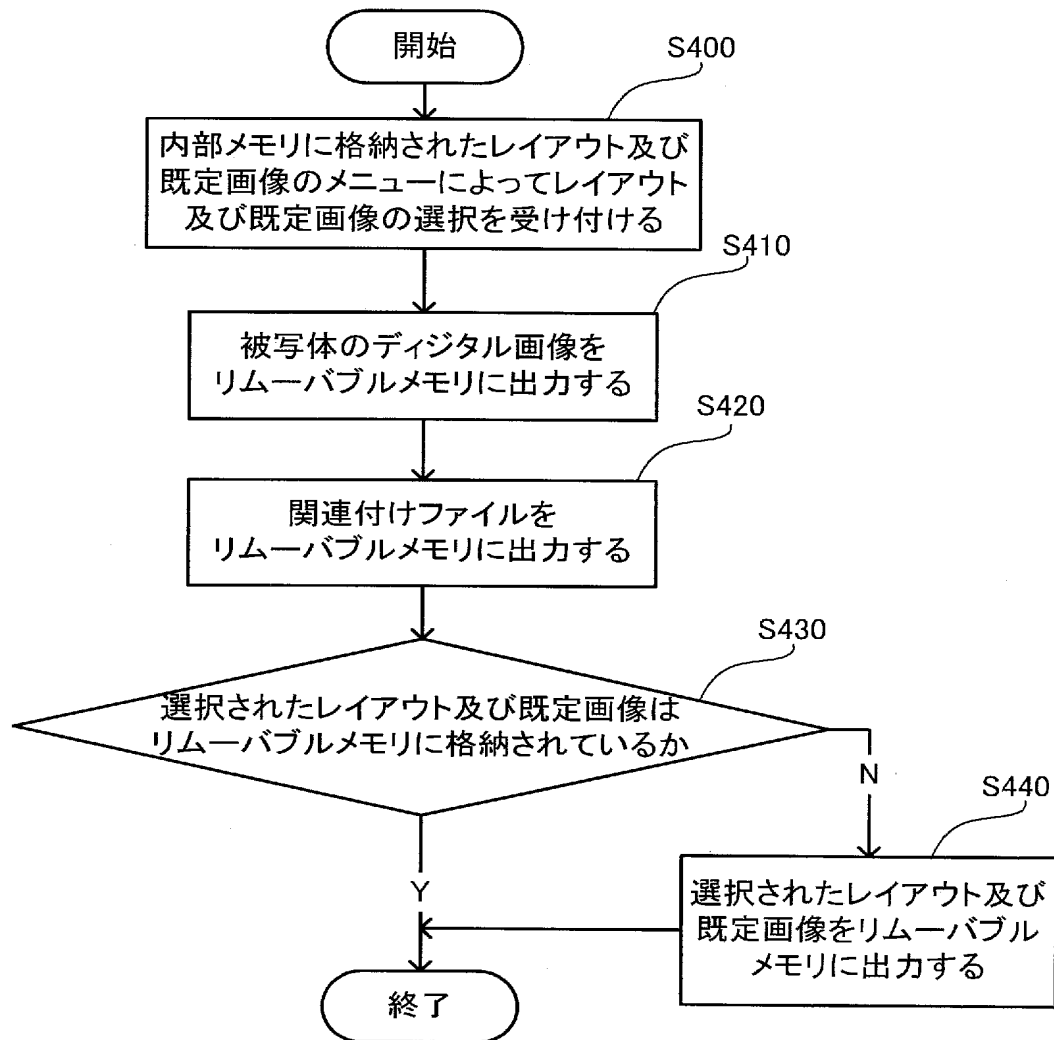 開始
S400
内部メモリに格納されたレイアウト及び
既定画像のメニューによってレイアウト
及び既定画像の選択を受け付ける
S410
被写体のディジタル画像を
リムーバブルメモリに出力する
S420
関連付けファイルを
リムーバブルメモリに出力する
S430
選択されたレイアウト及び既定画像は
リムーバブルメモリに格納されているか
N
S440
選択されたレイアウト及び
既定画像をリムーバブル
メモリに出力する
Y
終了